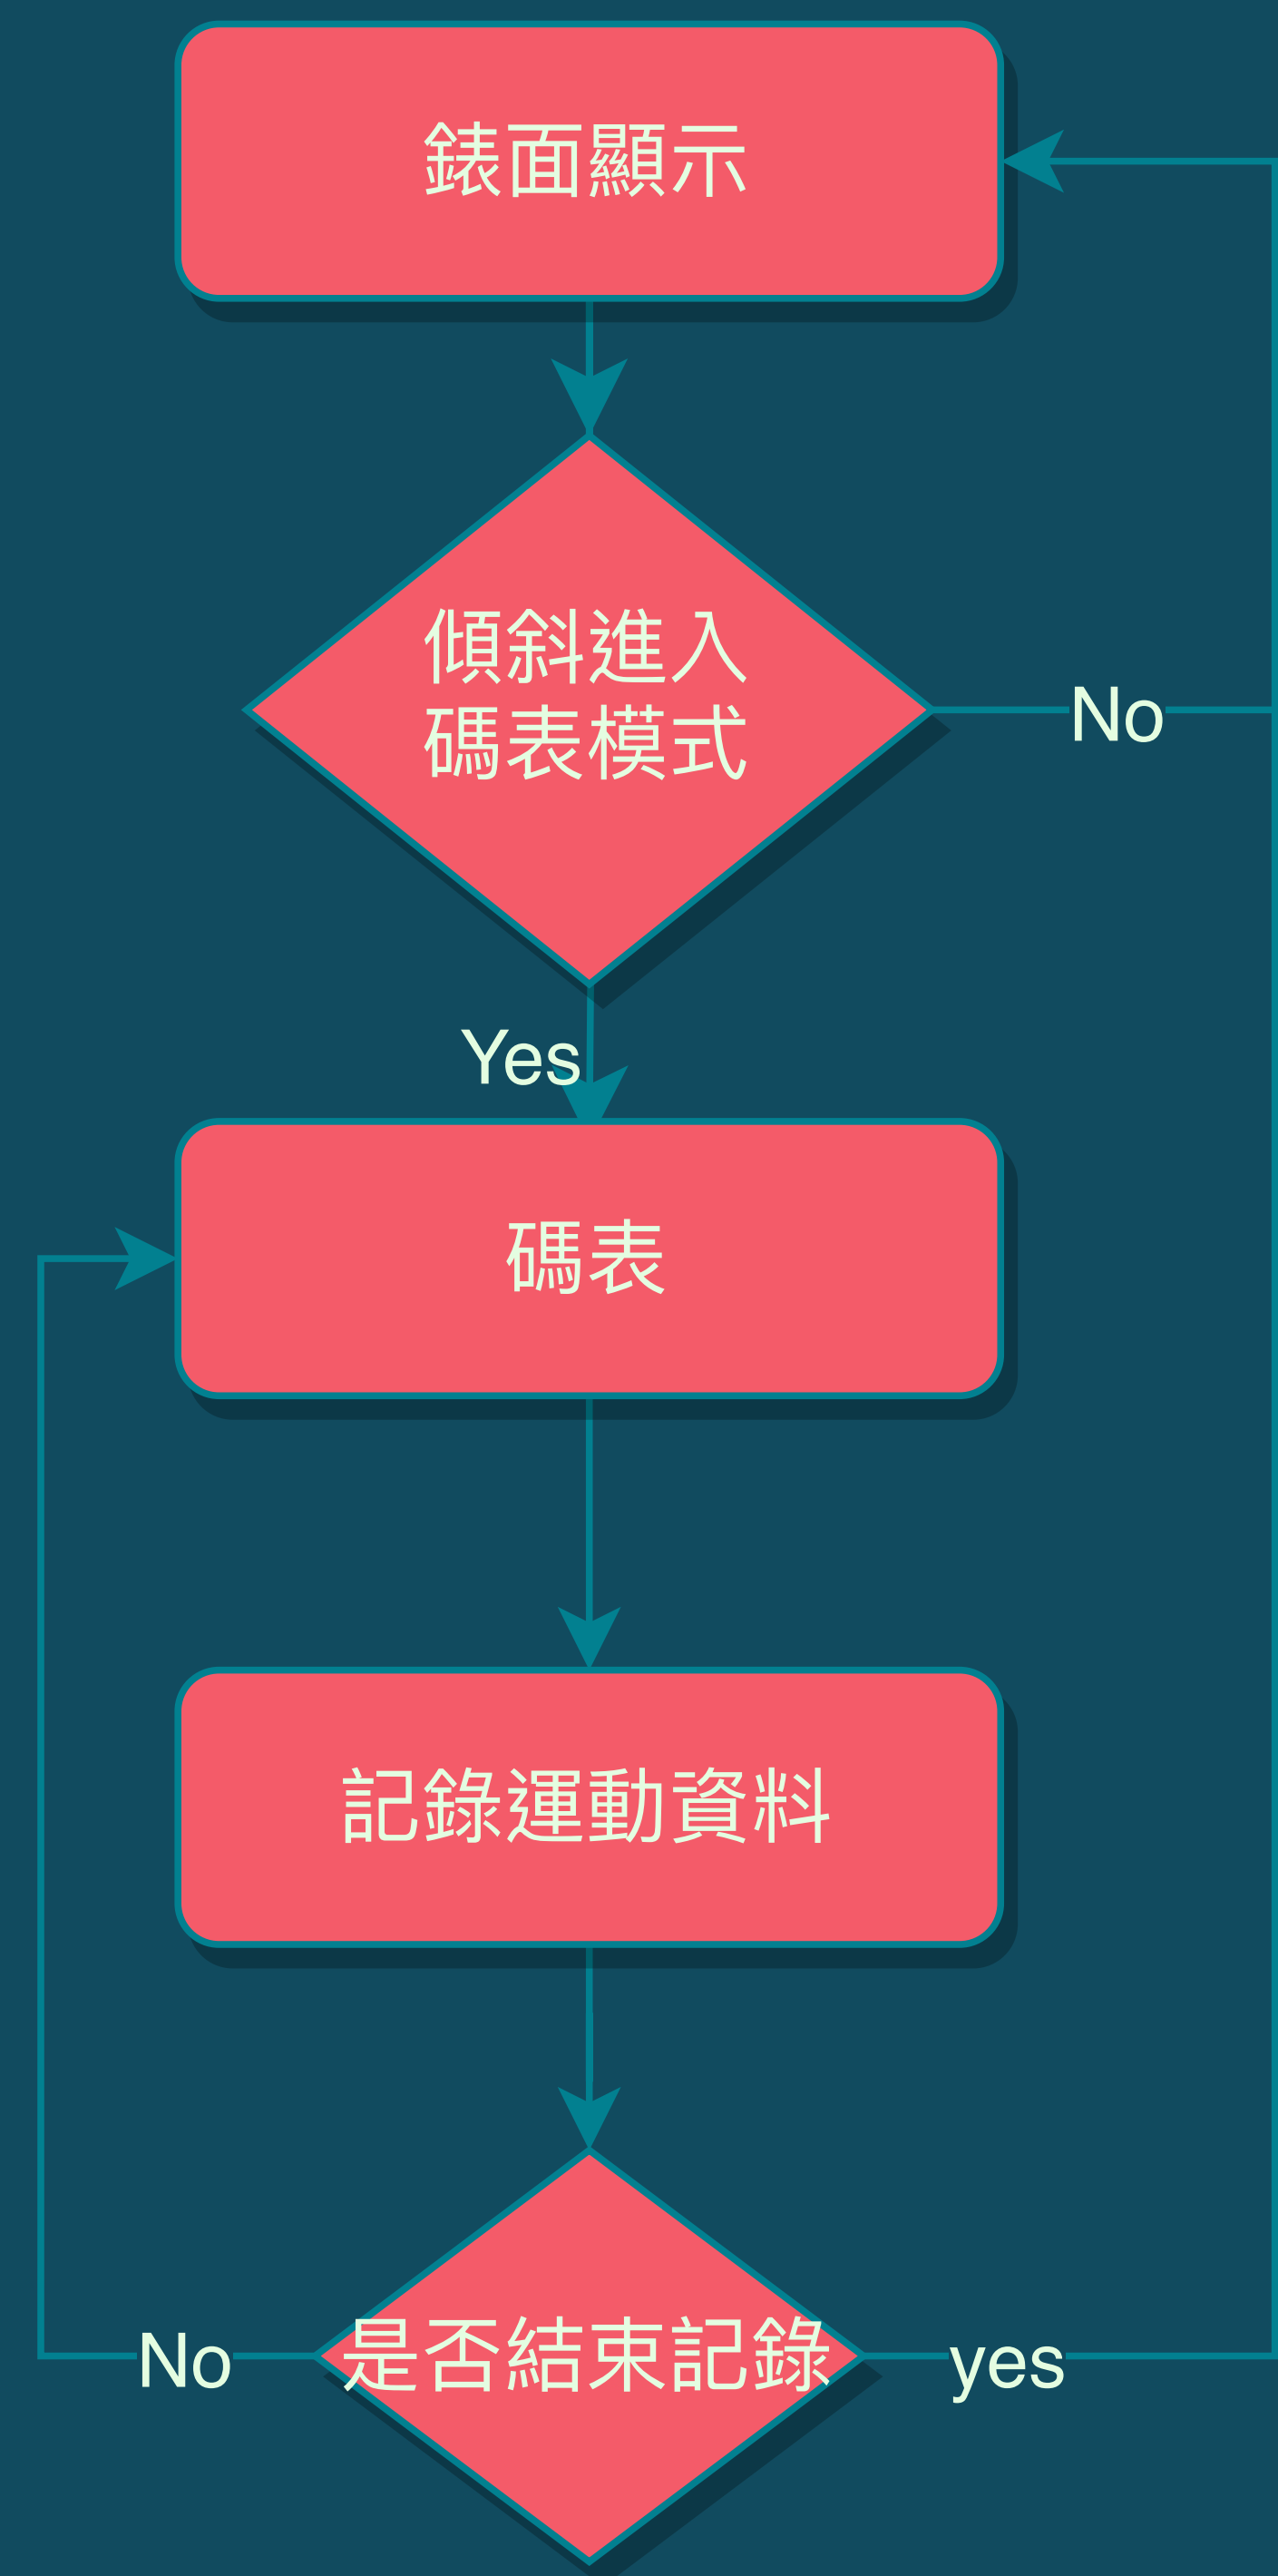 錶面顯示
傾斜進入
碼表模式
No
Yes
碼表
記錄運動資料
No
是否結束記錄
yes